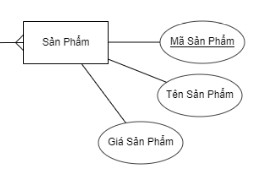 Sản Phẩm
Mã Sản Phẩm
Tên Sản Phẩm
Giá Sản Phẩm